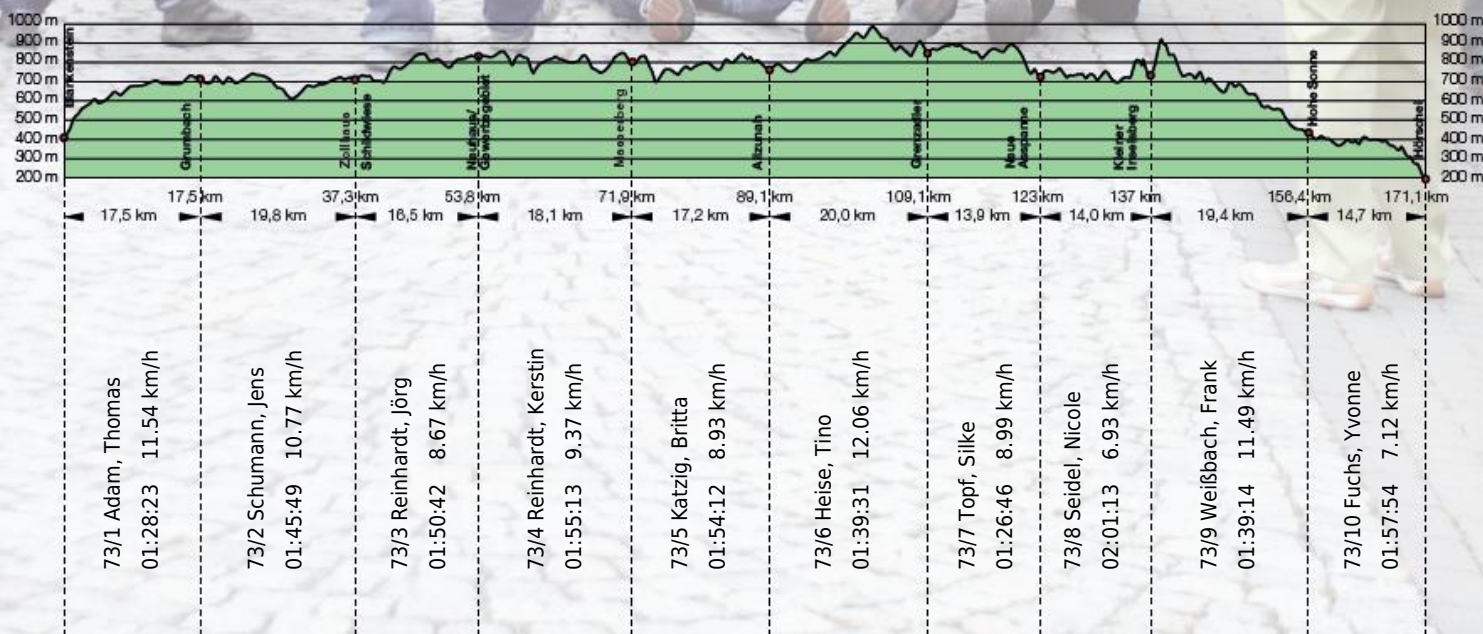 1000 m
900 m
800 m
700 m
600 m
500 m
400 m
300 m
200 m
1000 m
900 m
800 m
700 m
600 m
500 m
400 m
300 m
200 m
Blankenstein
Grumbach
Zollhaus
Schildwiese
Neuhaus/
Gewerbegebiet
Masserberg
Allzunah
Grenzadler
Neue
Ausspanne
Kleiner
Inselsberg
Hohe Sonne
Hörschel
17,5 km
37,3 km
53,8 km
71,9 km
89,1 km
109,1 km
123 km
137 km
156,4 km
171,1 km
17,5 km
19,8 km
16,5 km
18,1 km
17,2 km
20,0 km
13,9 km
14,0 km
19,4 km
14,7 km
73/1 Adam, Thomas
01:28:23 11.54 km/h
73/2 Schumann, Jens
01:45:49 10.77 km/h
73/3 Reinhardt, Jörg
01:50:42 8.67 km/h
73/4 Reinhardt, Kerstin
01:55:13 9.37 km/h
73/5 Katzig, Britta
01:54:12 8.93 km/h
73/6 Heise, Tino
01:39:31 12.06 km/h
73/7 Topf, Silke
01:26:46 8.99 km/h
73/8 Seidel, Nicole
02:01:13 6.93 km/h
73/9 Weißbach, Frank
01:39:14 11.49 km/h
73/10 Fuchs, Yvonne
01:57:54 7.12 km/h